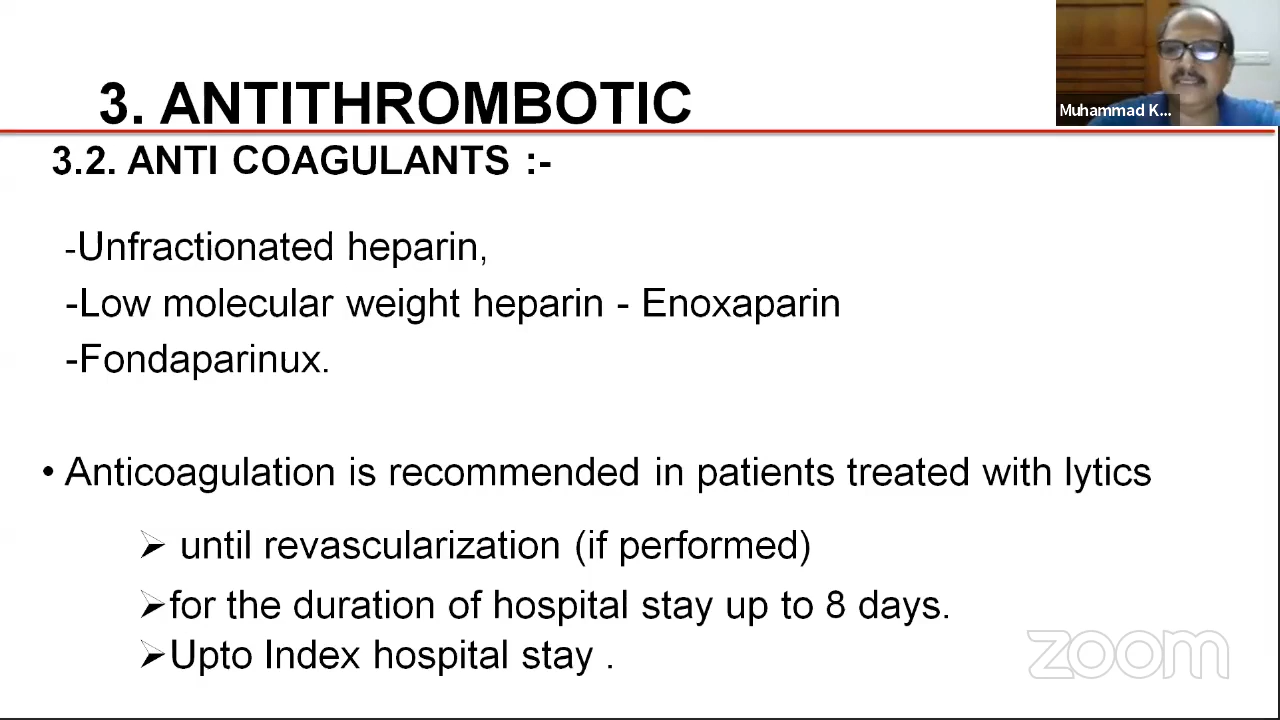 3. ANTITHROMBOTIC
Muhammad K...
3.2. ANTI COAGULANTS :-
-Unfractionated heparin,
-Low molecular weight heparin - Enoxaparin
-Fondaparinux.
• Anticoagulation is recommended in patients treated with lytics
➢ until revascularization (if performed)
➢for the duration of hospital stay up to 8 days.
➢Upto Index hospital stay .
zoom